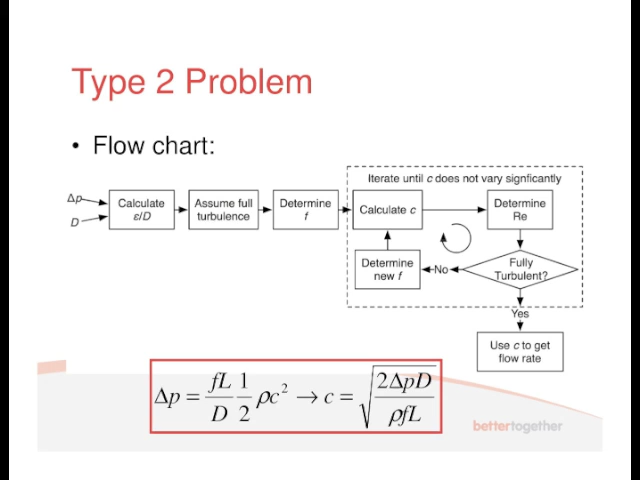 Type 2 Problem
• Flow chart:
Iterate until c does not vary signficantly
Δp
D
Calculate
ε/D
Assume full
turbulence
Determine
f
Calculate c
Determine
Re
Determine
new f
No
Fully
Turbulent?
Yes
Use c to get
flow rate
Δp = fL/D 1/2 ρc² → c = √(2ΔpD/ρfL)
bettertogether